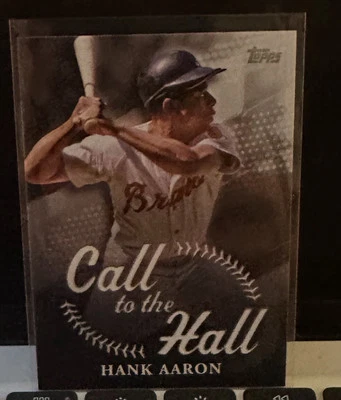 Topps
Braves
Call
to the
Hall
HANK AARON